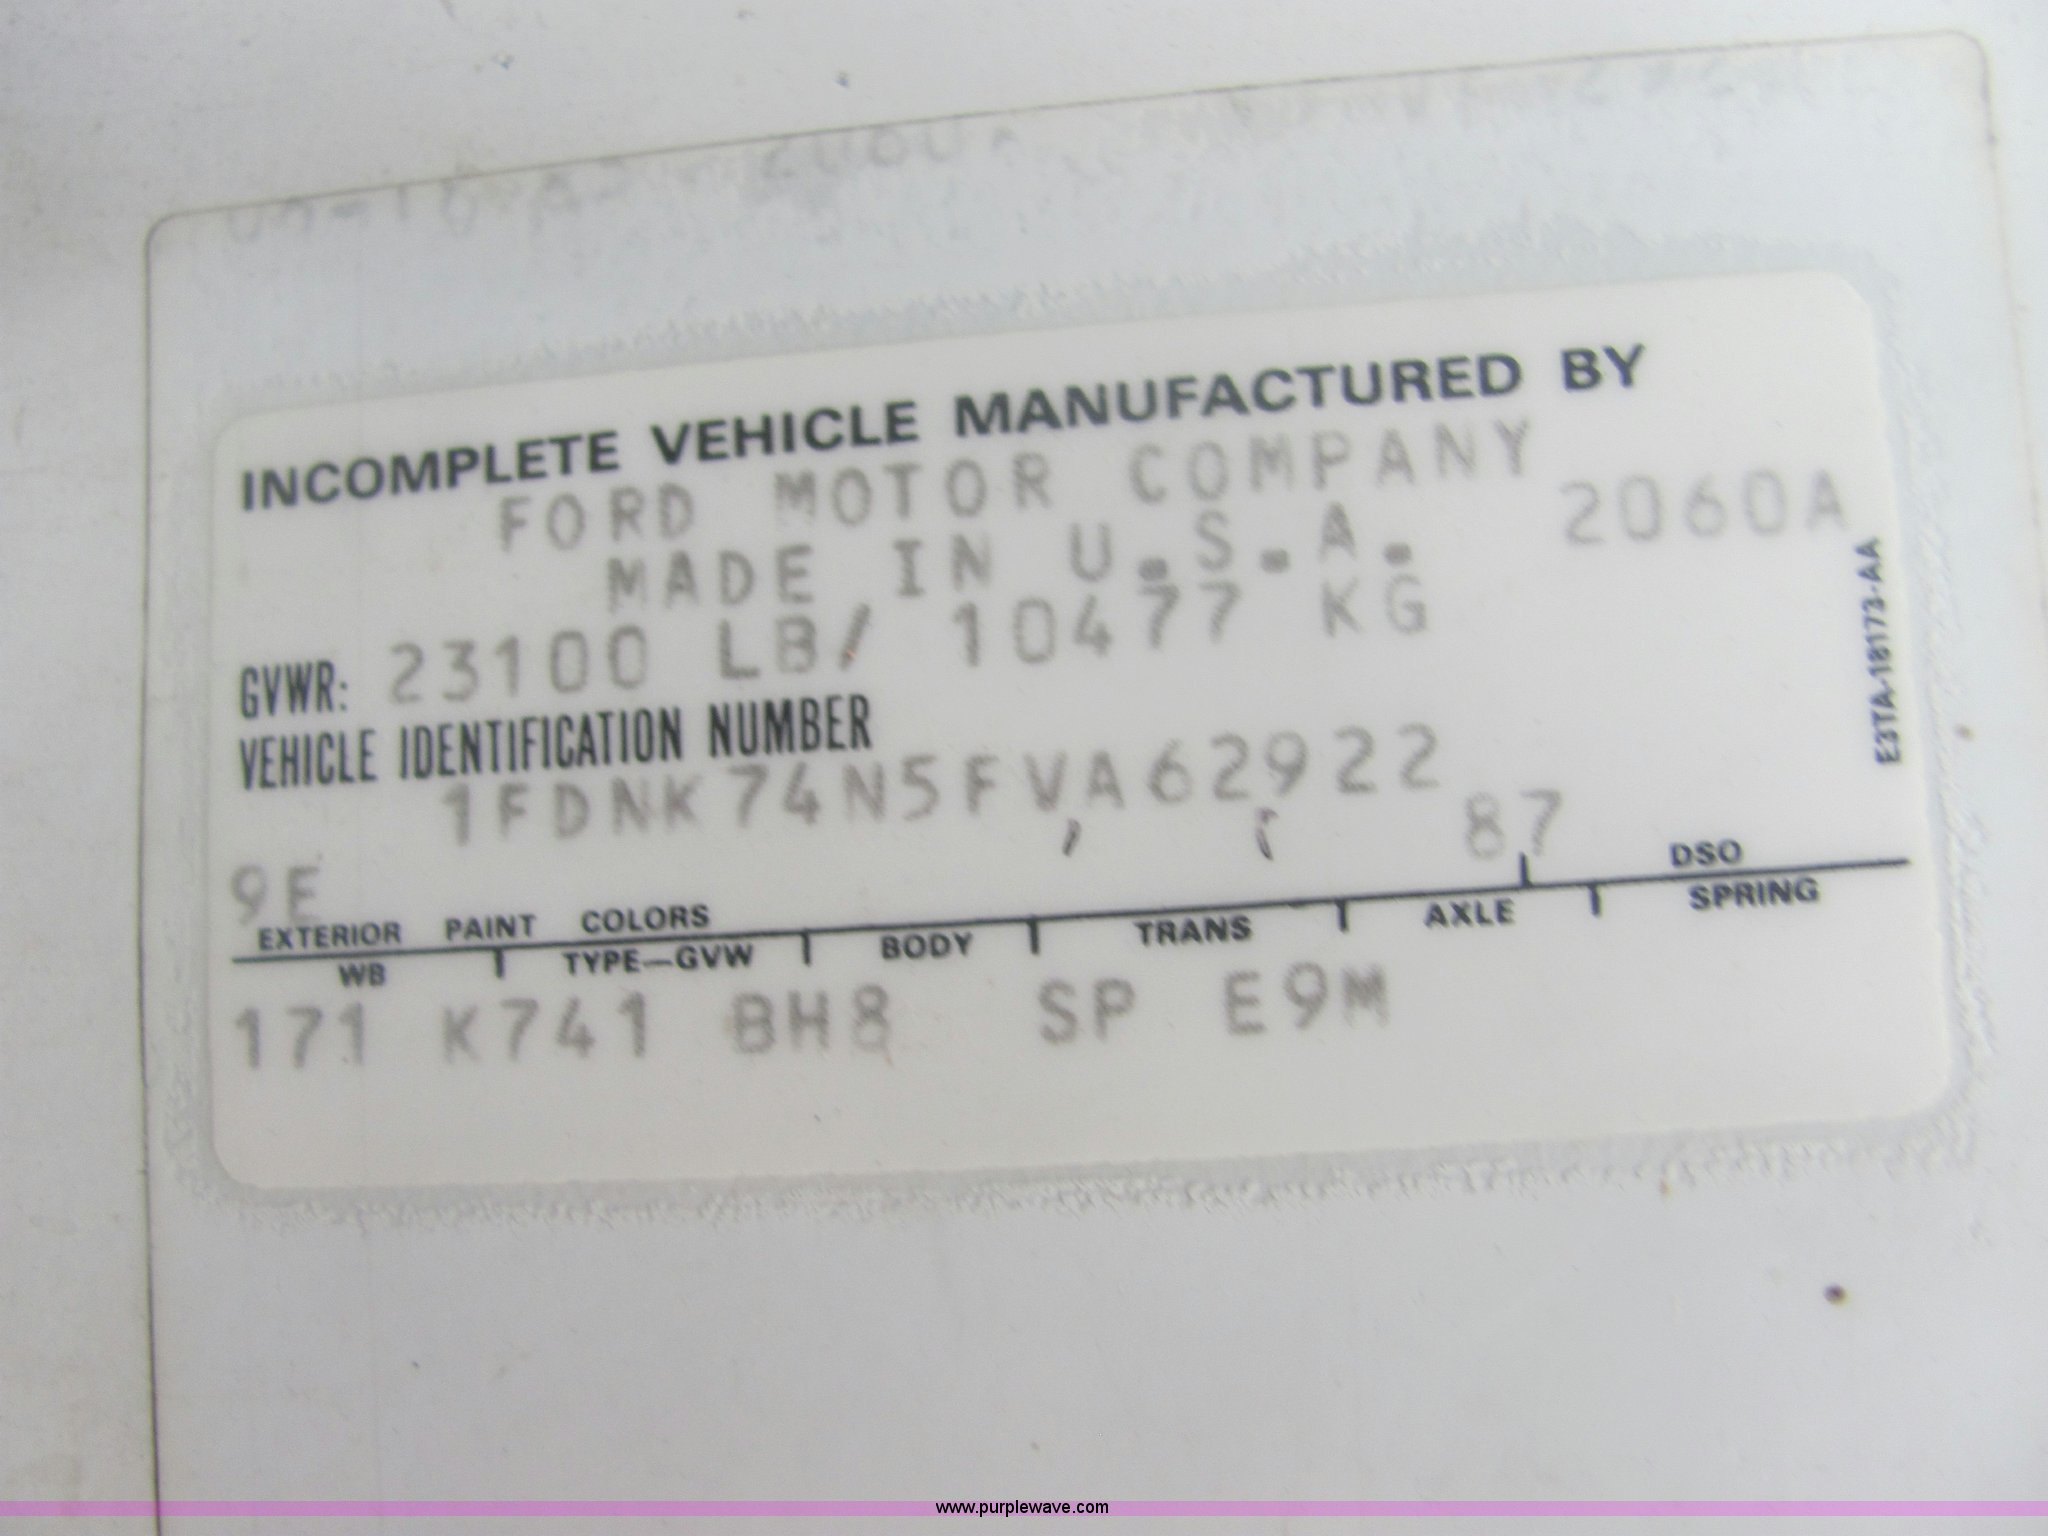 INCOMPLETE VEHICLE MANUFACTURED BY
FORD MOTOR COMPANY
2060A
MADE IN U.S.A.
GVWR: 23100 LB/ 10477 KG
VEHICLE IDENTIFICATION NUMBER
1FDNK74N5FVA62922
E3TA-18173-AA
9E 87
EXTERIOR PAINT COLORS DSO
WB TYPE-GVW BODY TRANS AXLE SPRING
171 K741 BH8 SP E9M
www.purplewave.com